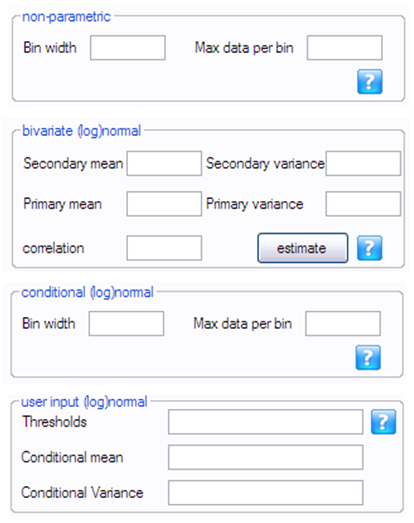 non-parametric
Bin width Max data per bin
?
bivariate (log)normal
Secondary mean Secondary variance
Primary mean Primary variance
correlation estimate ?
conditional (log)normal
Bin width Max data per bin
?
user input (log)normal
Thresholds ?
Conditional mean
Conditional Variance